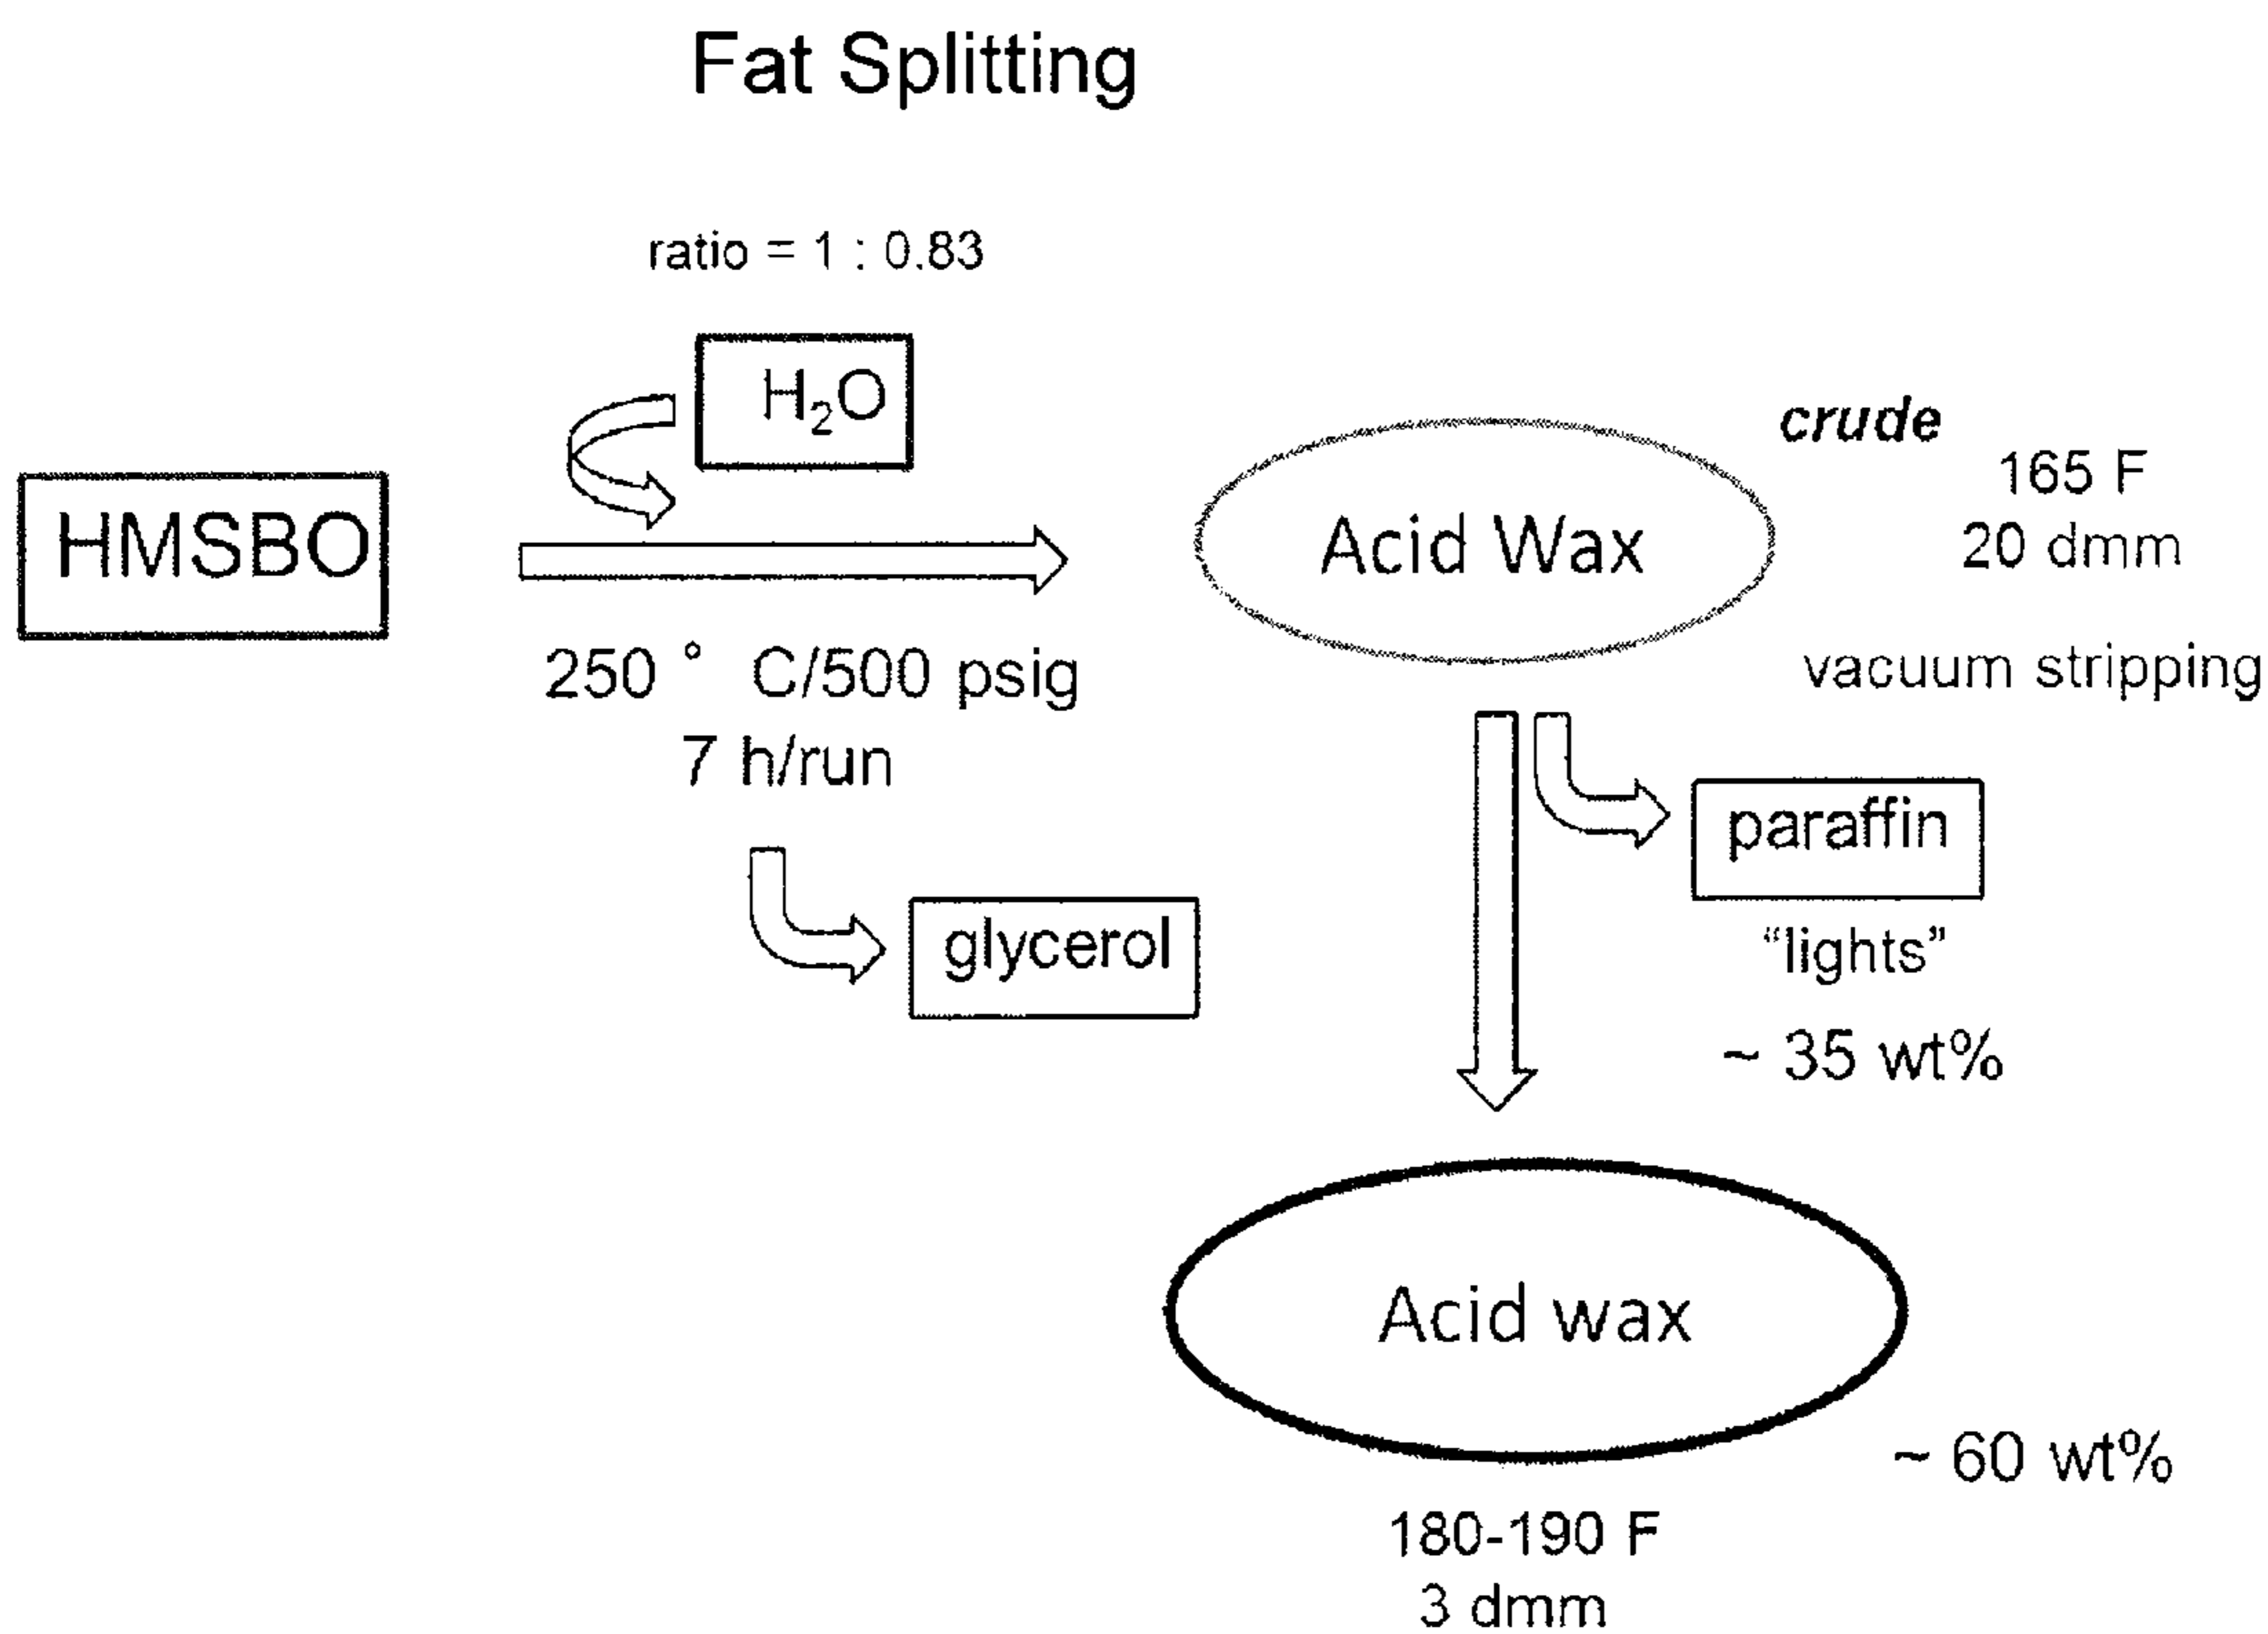 Fat Splitting
ratio = 1 : 0.83
H₂O
HMSBO
250 ° C/500 psig
7 h/run
glycerol
Acid Wax
crude
165 F
20 dmm
vacuum stripping
paraffin
“lights”
~ 35 wt%
Acid wax
~ 60 wt%
180-190 F
3 dmm